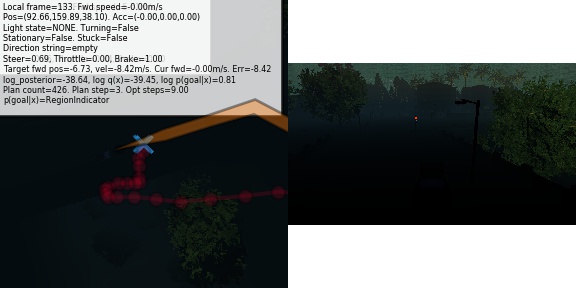 Local frame=133. Fwd speed=-0.00m/s
Pos=(92.66,159.89,38.10). Acc=(-0.00,0.00,0.00)
Light state=NONE. Turning=False
Stationary=False. Stuck=False
Direction string=empty
Steer=0.69, Throttle=0.00, Brake=1.00
Target fwd pos=-6.73, vel=-8.42m/s. Cur fwd=-0.00m/s. Err=-8.42
log_posterior=-38.64, log q(x)=-39.45, log p(goal|x)=0.81
Plan count=426. Plan step=3. Opt steps=9.00
p(goal|x)=RegionIndicator